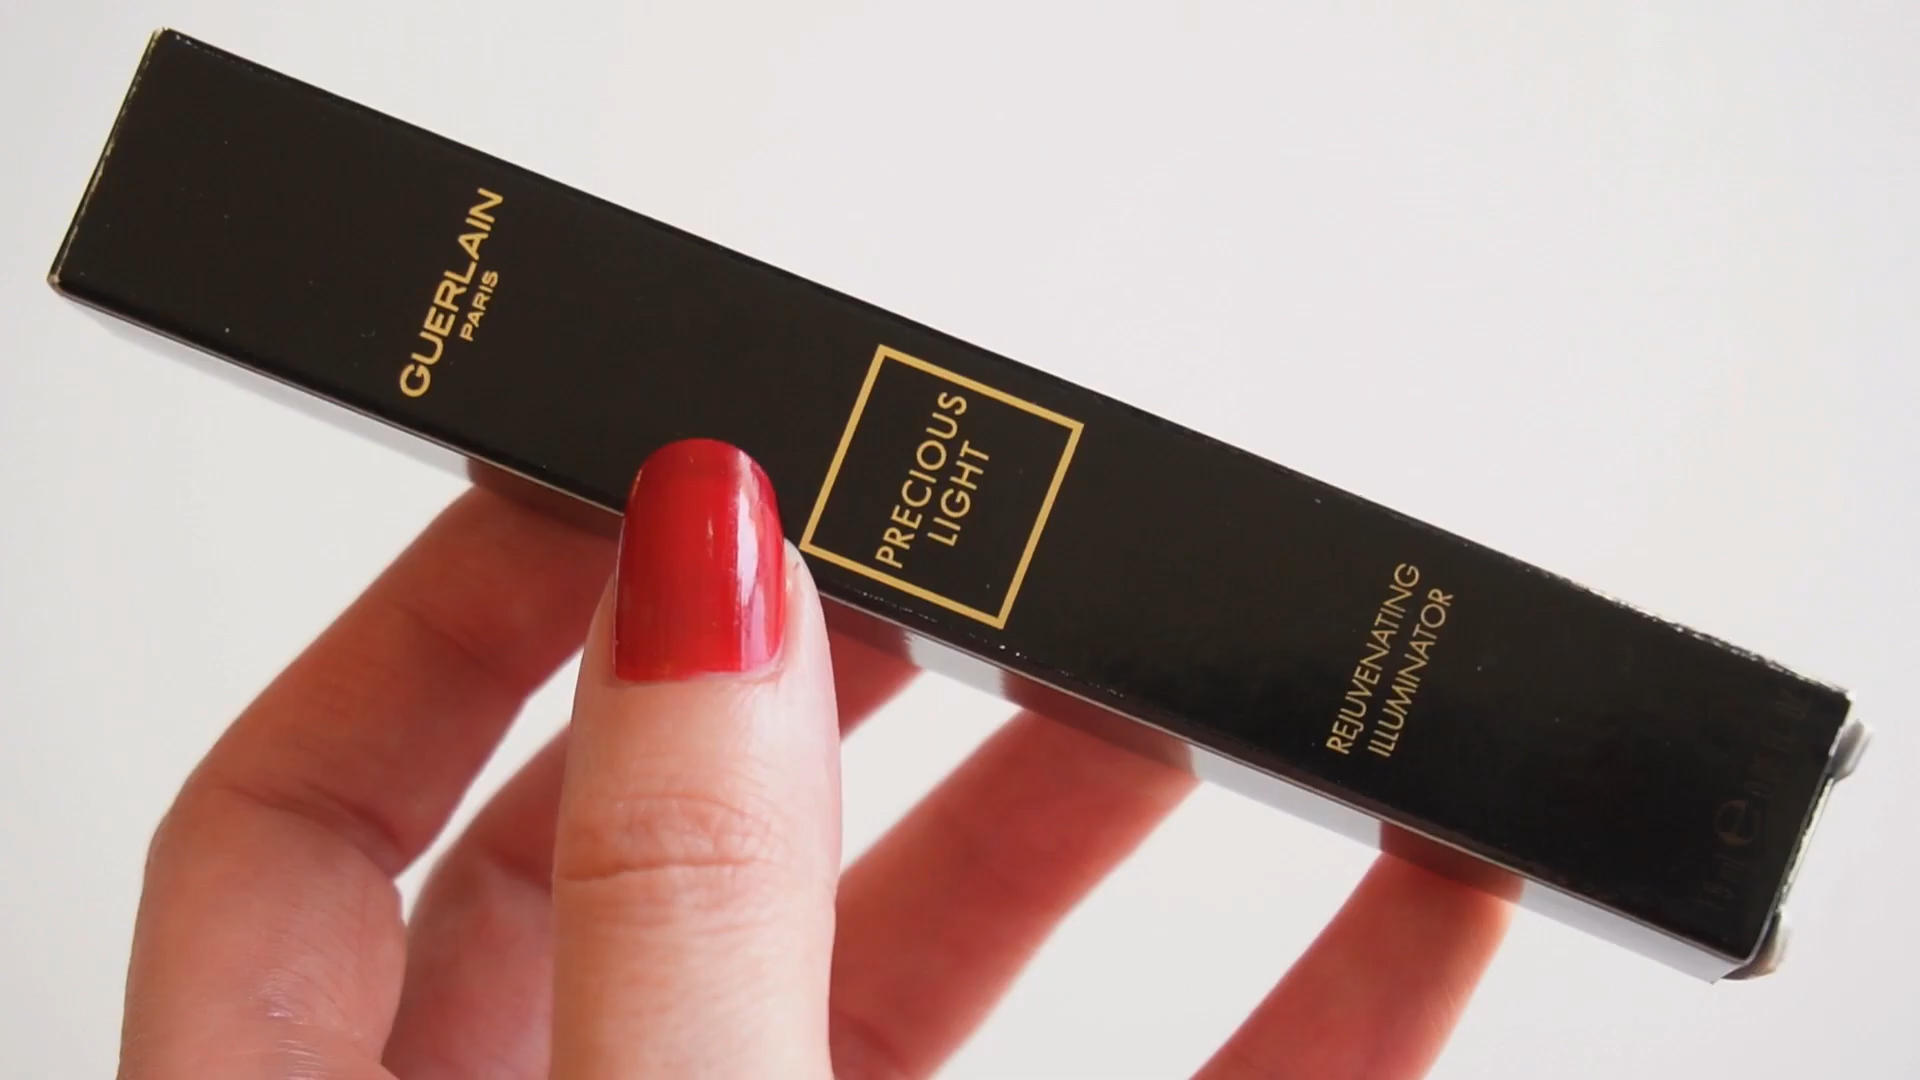 GUERLAIN
PARIS
PRECIOUS
LIGHT
REJUVENATING
ILLUMINATOR